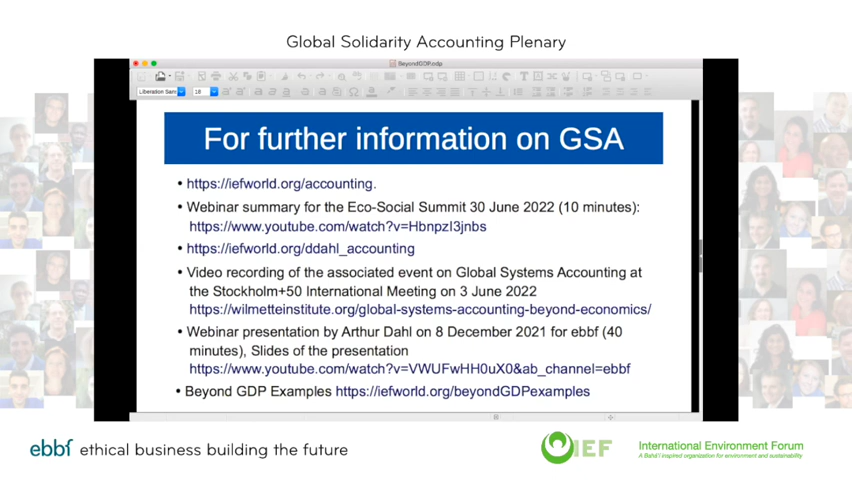 Global Solidarity Accounting Plenary
BeyondGDP.odp
Liberation Sans
18
For further information on GSA
• https://iefworld.org/accounting.
• Webinar summary for the Eco-Social Summit 30 June 2022 (10 minutes):
https://www.youtube.com/watch?v=HbnpzI3jnbs
• https://iefworld.org/ddahl_accounting
• Video recording of the associated event on Global Systems Accounting at
the Stockholm+50 International Meeting on 3 June 2022
https://wilmetteinstitute.org/global-systems-accounting-beyond-economics/
• Webinar presentation by Arthur Dahl on 8 December 2021 for ebbf (40
minutes), Slides of the presentation
https://www.youtube.com/watch?v=VWUFwHH0uX0&ab_channel=ebbf
• Beyond GDP Examples https://iefworld.org/beyondGDPexamples
ebbf ethical business building the future
IEF
International Environment Forum
A Bahá'í inspired organization for environment and sustainability